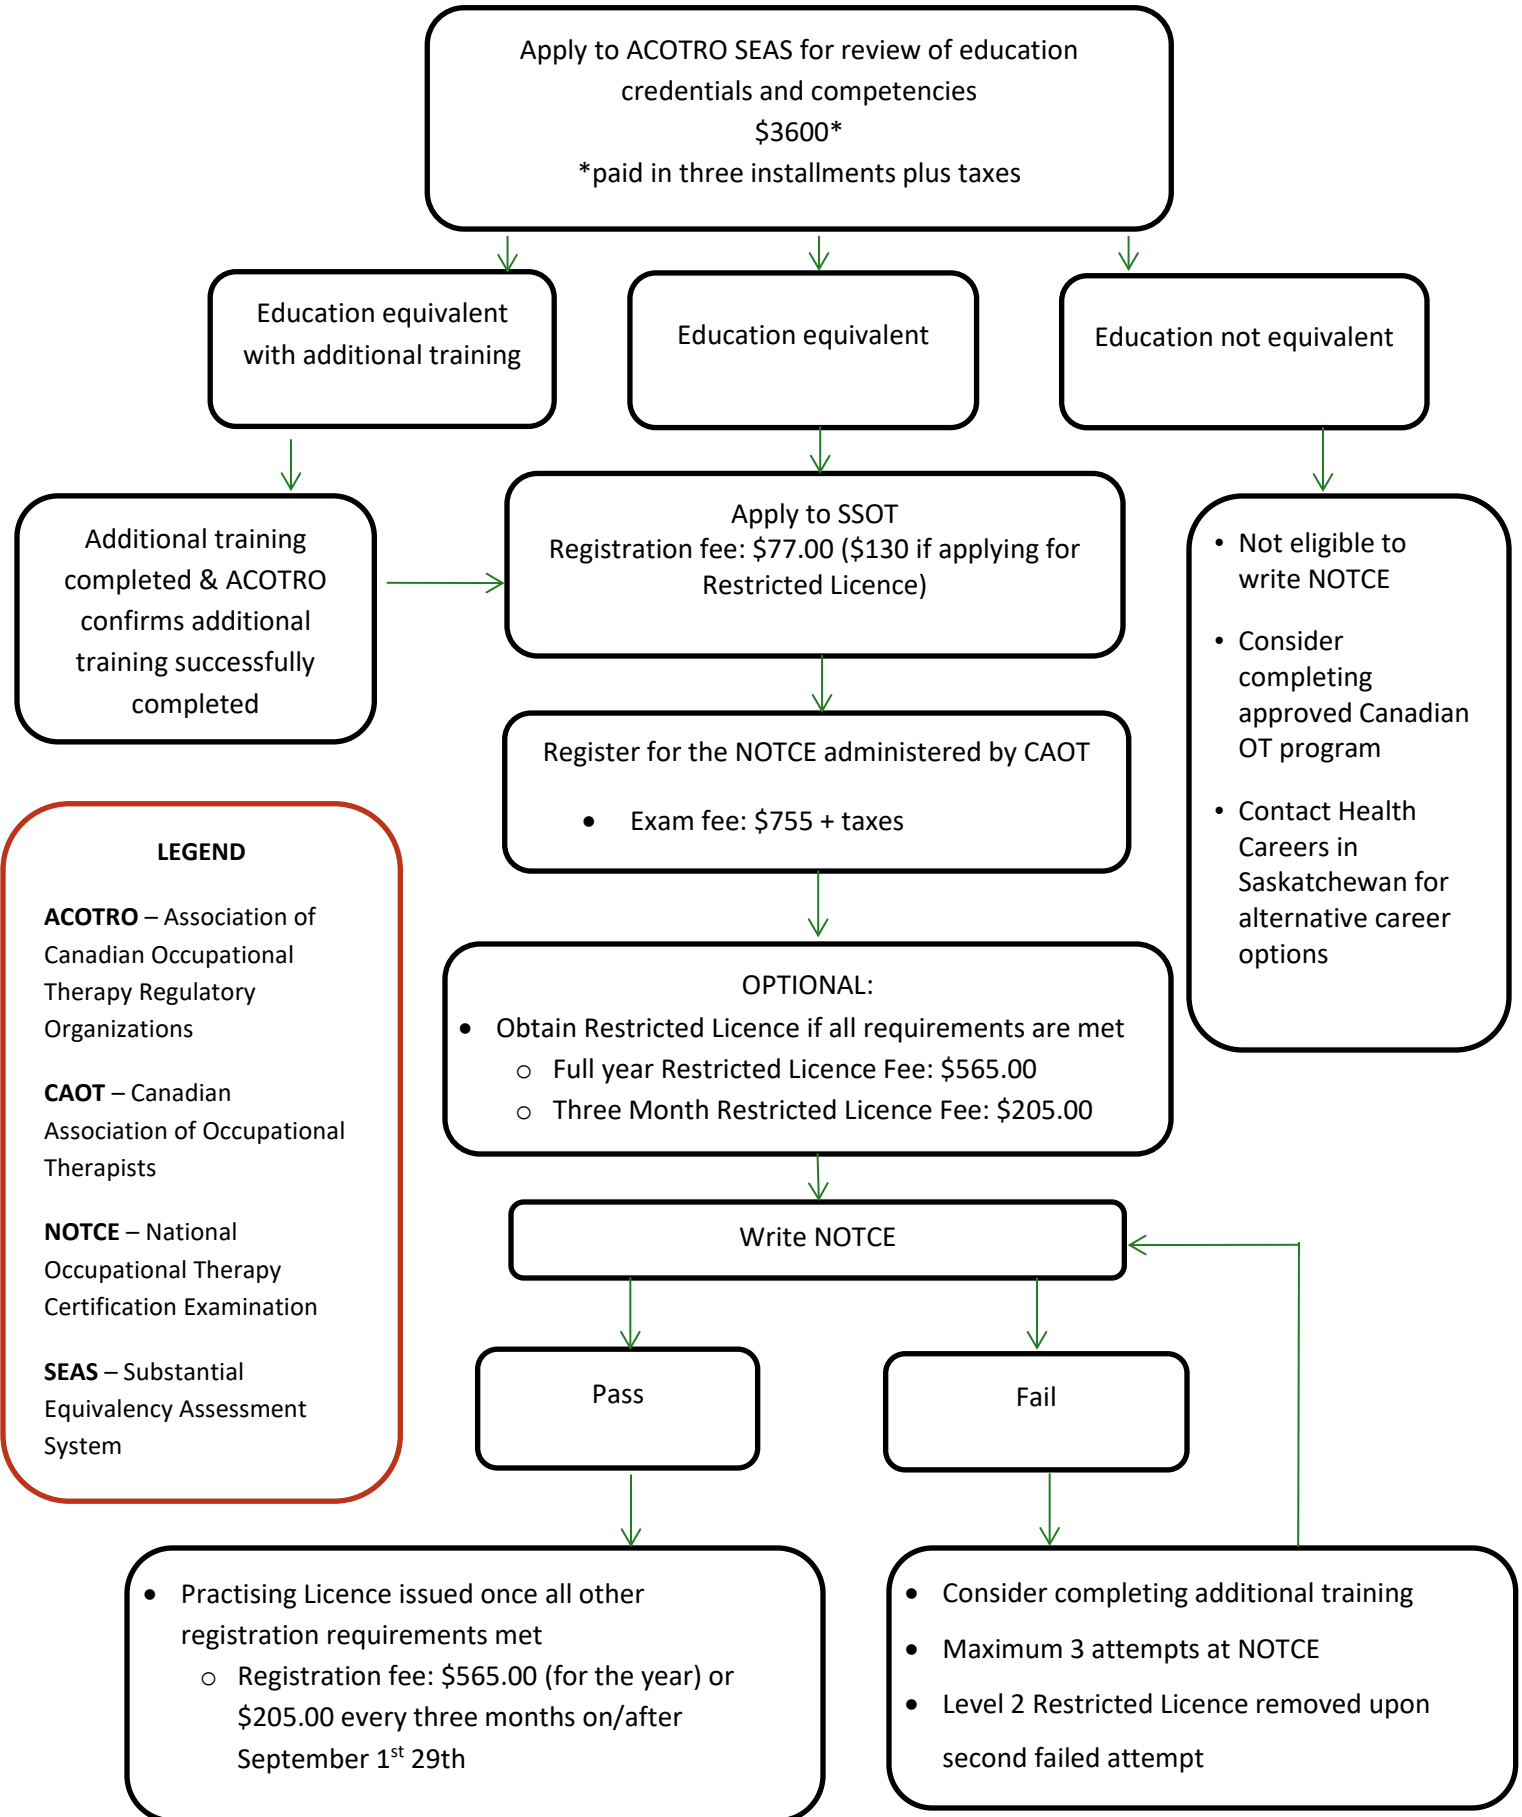 Apply to ACOTRO SEAS for review of education
credentials and competencies
$3600*
*paid in three installments plus taxes
Education equivalent
with additional training
Education equivalent
Education not equivalent
Additional training
completed & ACOTRO
confirms additional
training successfully
completed
Apply to SSOT
Registration fee: $77.00 ($130 if applying for
Restricted Licence)
• Not eligible to
write NOTCE
• Consider
completing
approved Canadian
OT program
• Contact Health
Careers in
Saskatchewan for
alternative career
options
Register for the NOTCE administered by CAOT
• Exam fee: $755 + taxes
LEGEND
ACOTRO – Association of
Canadian Occupational
Therapy Regulatory
Organizations
CAOT – Canadian
Association of Occupational
Therapists
NOTCE – National
Occupational Therapy
Certification Examination
SEAS – Substantial
Equivalency Assessment
System
OPTIONAL:
• Obtain Restricted Licence if all requirements are met
o Full year Restricted Licence Fee: $565.00
o Three Month Restricted Licence Fee: $205.00
Write NOTCE
Pass
Fail
• Practising Licence issued once all other
registration requirements met
o Registration fee: $565.00 (for the year) or
$205.00 every three months on/after
September 1st 29th
• Consider completing additional training
• Maximum 3 attempts at NOTCE
• Level 2 Restricted Licence removed upon
second failed attempt